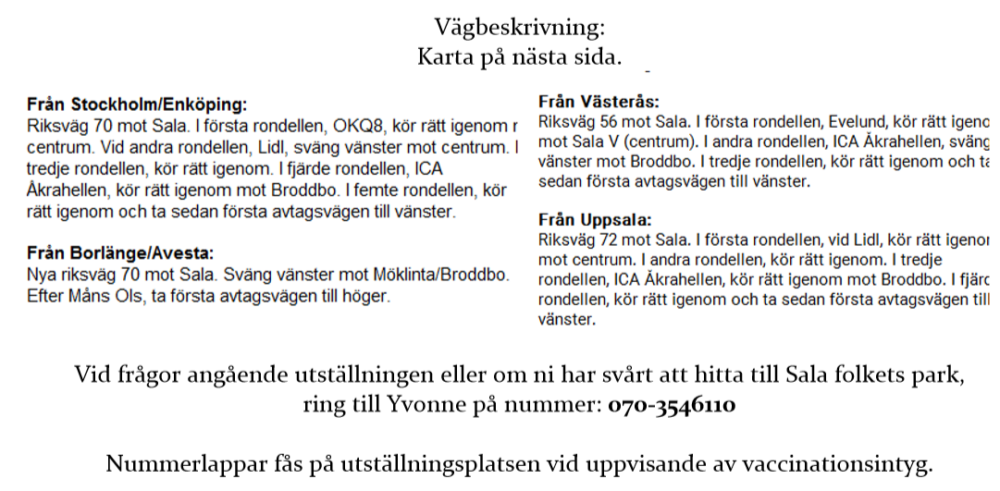 Vägbeskrivning:
Karta på nästa sida.
Från Stockholm/Enköping:
Riksväg 70 mot Sala. I första rondellen, OKQ8, kör rätt igenom
centrum. Vid andra rondellen, Lidl, sväng vänster mot centrum. I
tredje rondellen, kör rätt igenom. I fjärde rondellen, ICA
Åkrahellen, kör rätt igenom mot Broddbo. I femte rondellen, kör
rätt igenom och ta sedan första avtagsvägen till vänster.
Från Borlänge/Avesta:
Nya riksväg 70 mot Sala. Sväng vänster mot Möklinta/Broddbo.
Efter Måns Ols, ta första avtagsvägen till höger.
Från Västerås:
Riksväg 56 mot Sala. I första rondellen, Evelund, kör rätt
mot Sala V (centrum). I andra rondellen, ICA Åkrahellen,
vänster mot Broddbo. I tredje rondellen, kör rätt igenom och
sedan första avtagsvägen till vänster.
Från Uppsala:
Riksväg 72 mot Sala. I första rondellen, vid Lidl, kör rätt
mot centrum. I andra rondellen, kör rätt igenom. I tredje
rondellen, ICA Åkrahellen, kör rätt igenom mot Broddbo. I
rondellen, kör rätt igenom och ta sedan första avtagsvägen till
vänster.
Vid frågor angående utställningen eller om ni har svårt att hitta till Sala folkets park,
ring till Yvonne på nummer: 070-3546110
Nummerlappar fås på utställningsplatsen vid uppvisande av vaccinationsintyg.